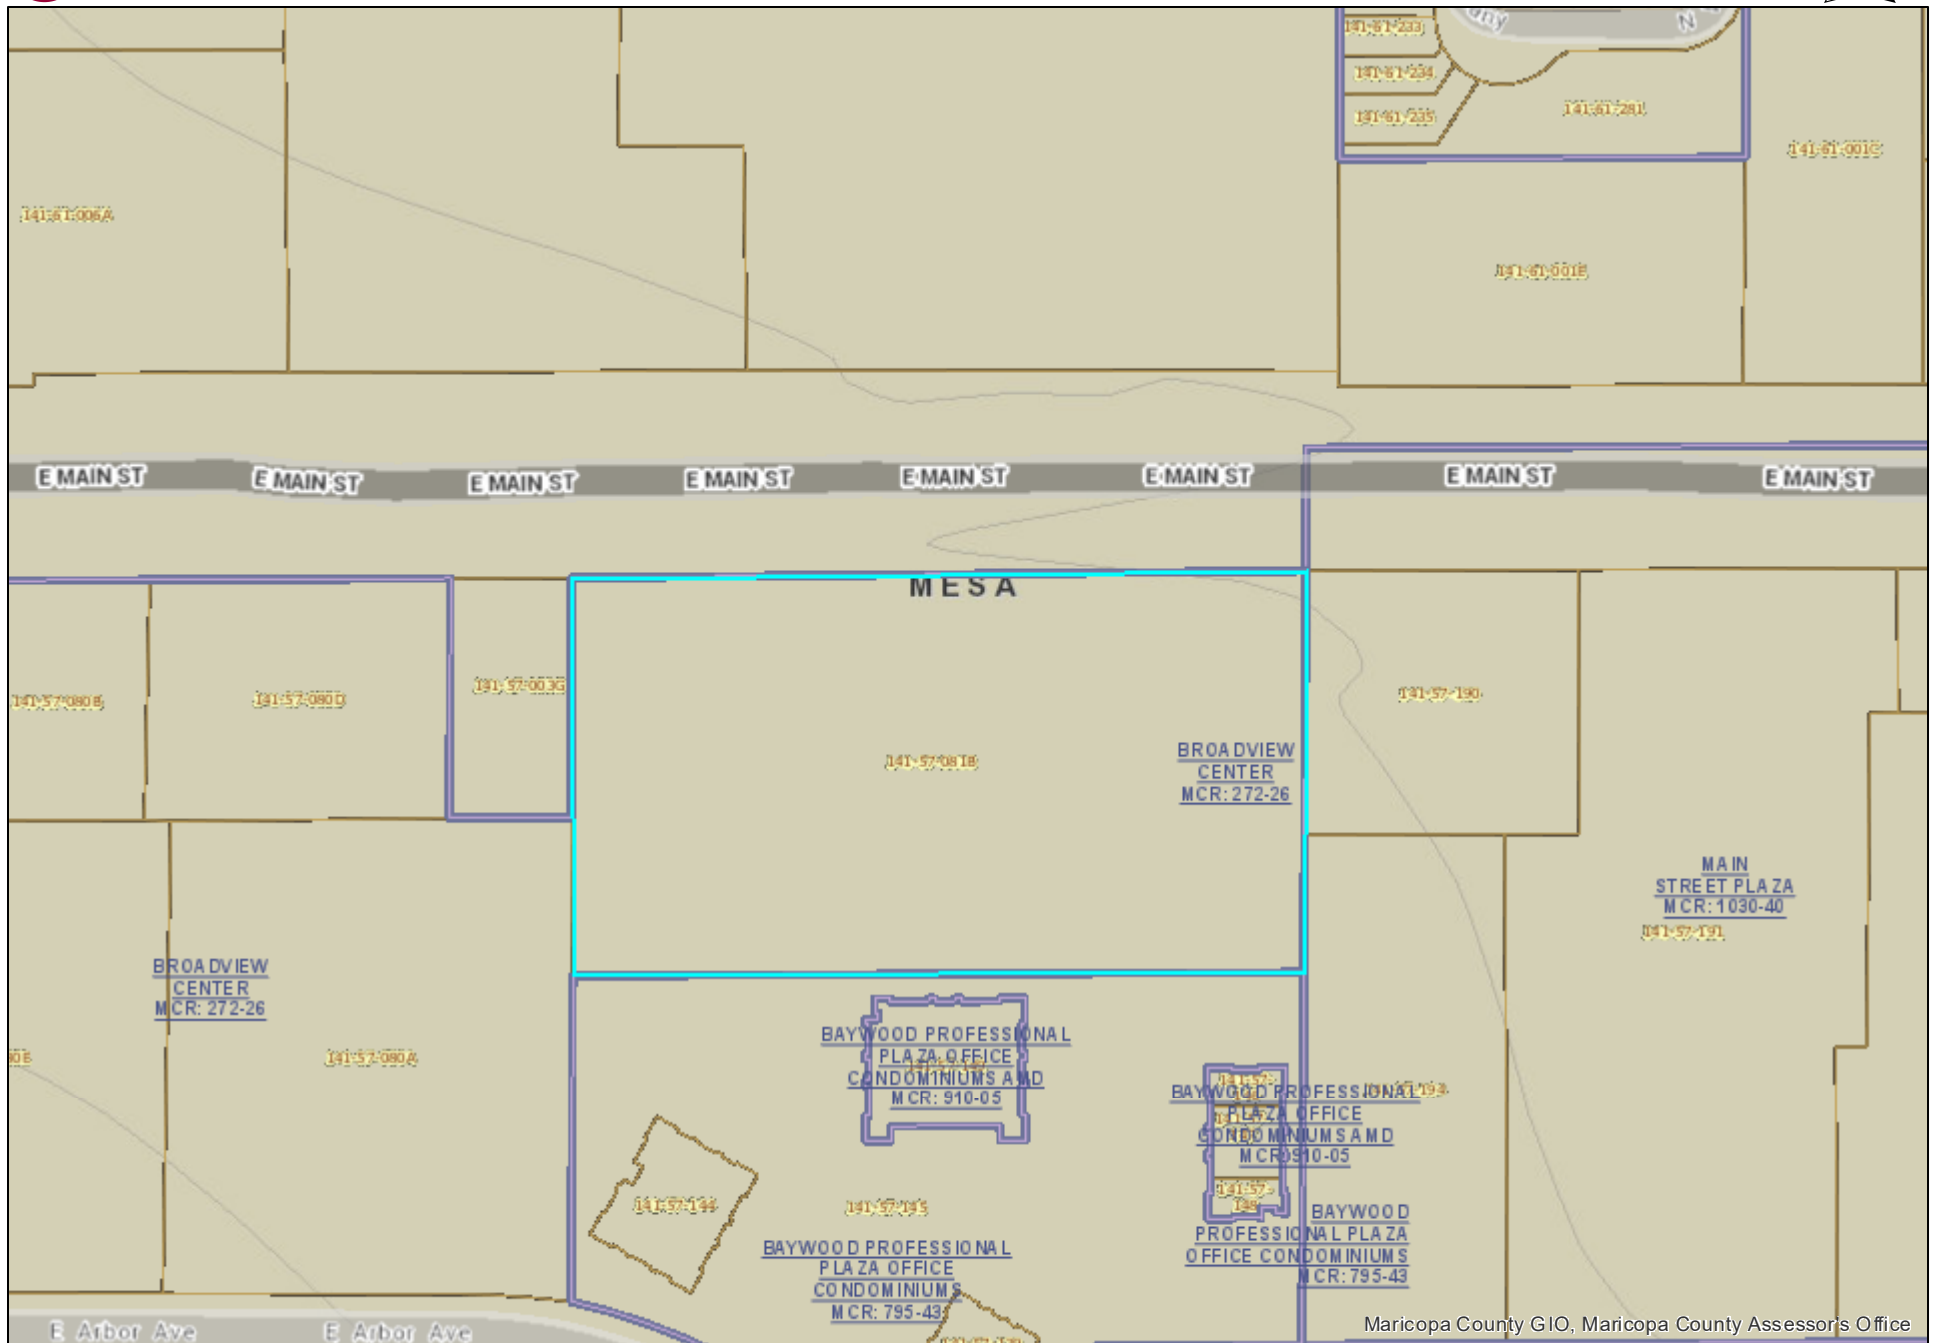 141-61-233
141-61-234
141-61-235
141-61-281
141-61-001C
141-61-006A
141-61-001E
E MAIN ST
E MAIN ST
E MAIN ST
E MAIN ST
E MAIN ST
E MAIN ST
E MAIN ST
E MAIN ST
MESA
141-57-080B
141-57-080D
141-57-003G
141-57-081B
141-57-190
BROADVIEW
CENTER
MCR: 272-26
MAIN
STREET PLAZA
MCR: 1030-40
141-57-191
BROADVIEW
CENTER
MCR: 272-26
141-57-080A
BAYWOOD PROFESSIONAL
PLAZA OFFICE
CONDOMINIUMS AMD
MCR: 910-05
141-57-
BAYWOOD PROFESSIONAL
PLAZA OFFICE
CONDOMINIUMS AMD
MCR: 910-05
141-57-
148
141-57-144
141-57-145
BAYWOOD
PROFESSIONAL PLAZA
OFFICE CONDOMINIUMS
MCR: 795-43
BAYWOOD PROFESSIONAL
PLAZA OFFICE
CONDOMINIUMS
MCR: 795-43
E Arbor Ave
E Arbor Ave
Maricopa County GIO, Maricopa County Assessor's Office